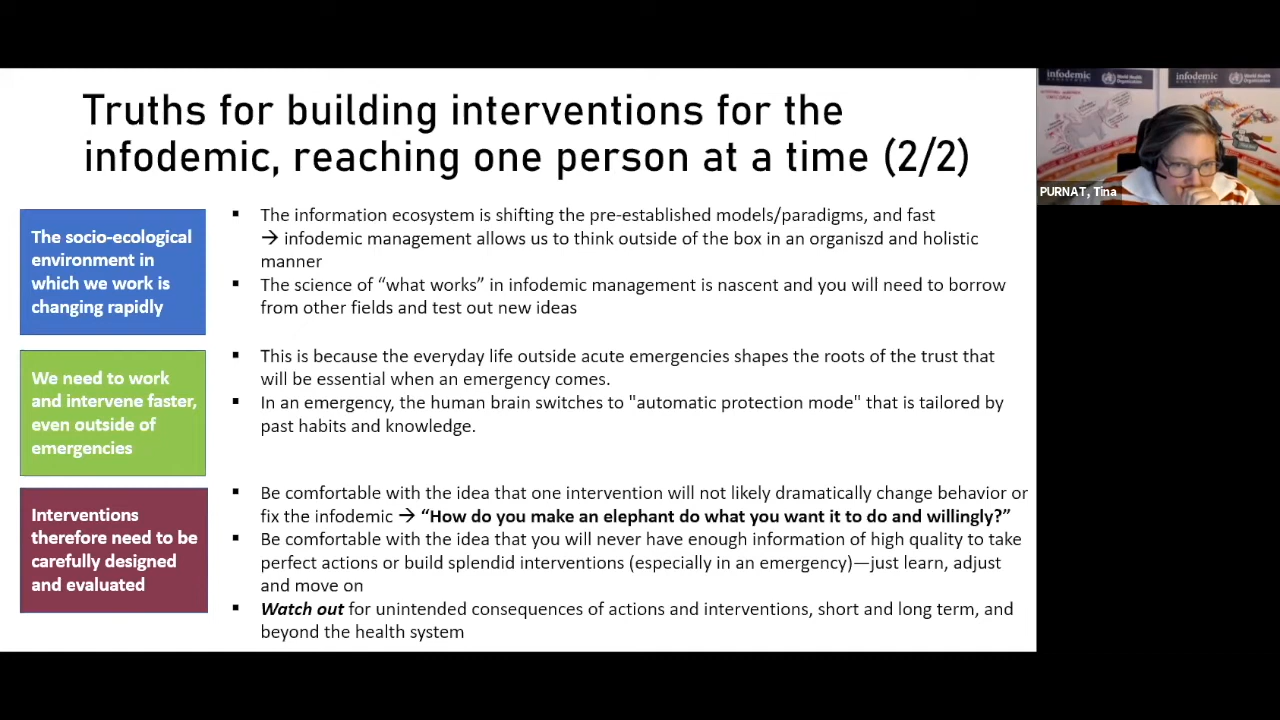 Truths for building interventions for the
infodemic, reaching one person at a time (2/2)
The socio-ecological
environment in
which we work is
changing rapidly
▪ The information ecosystem is shifting the pre-established models/paradigms, and fast
→ infodemic management allows us to think outside of the box in an organiszd and holistic
manner
▪ The science of “what works” in infodemic management is nascent and you will need to borrow
from other fields and test out new ideas
We need to work
and intervene faster,
even outside of
emergencies
▪ This is because the everyday life outside acute emergencies shapes the roots of the trust that
will be essential when an emergency comes.
▪ In an emergency, the human brain switches to "automatic protection mode" that is tailored by
past habits and knowledge.
Interventions
therefore need to be
carefully designed
and evaluated
▪ Be comfortable with the idea that one intervention will not likely dramatically change behavior or
fix the infodemic → “How do you make an elephant do what you want it to do and willingly?”
▪ Be comfortable with the idea that you will never have enough information of high quality to take
perfect actions or build splendid interventions (especially in an emergency)—just learn, adjust
and move on
▪ Watch out for unintended consequences of actions and interventions, short and long term, and
beyond the health system
infodemic
World Health
Organization
infodemic
World Health
Organization
PURNAT, Tina